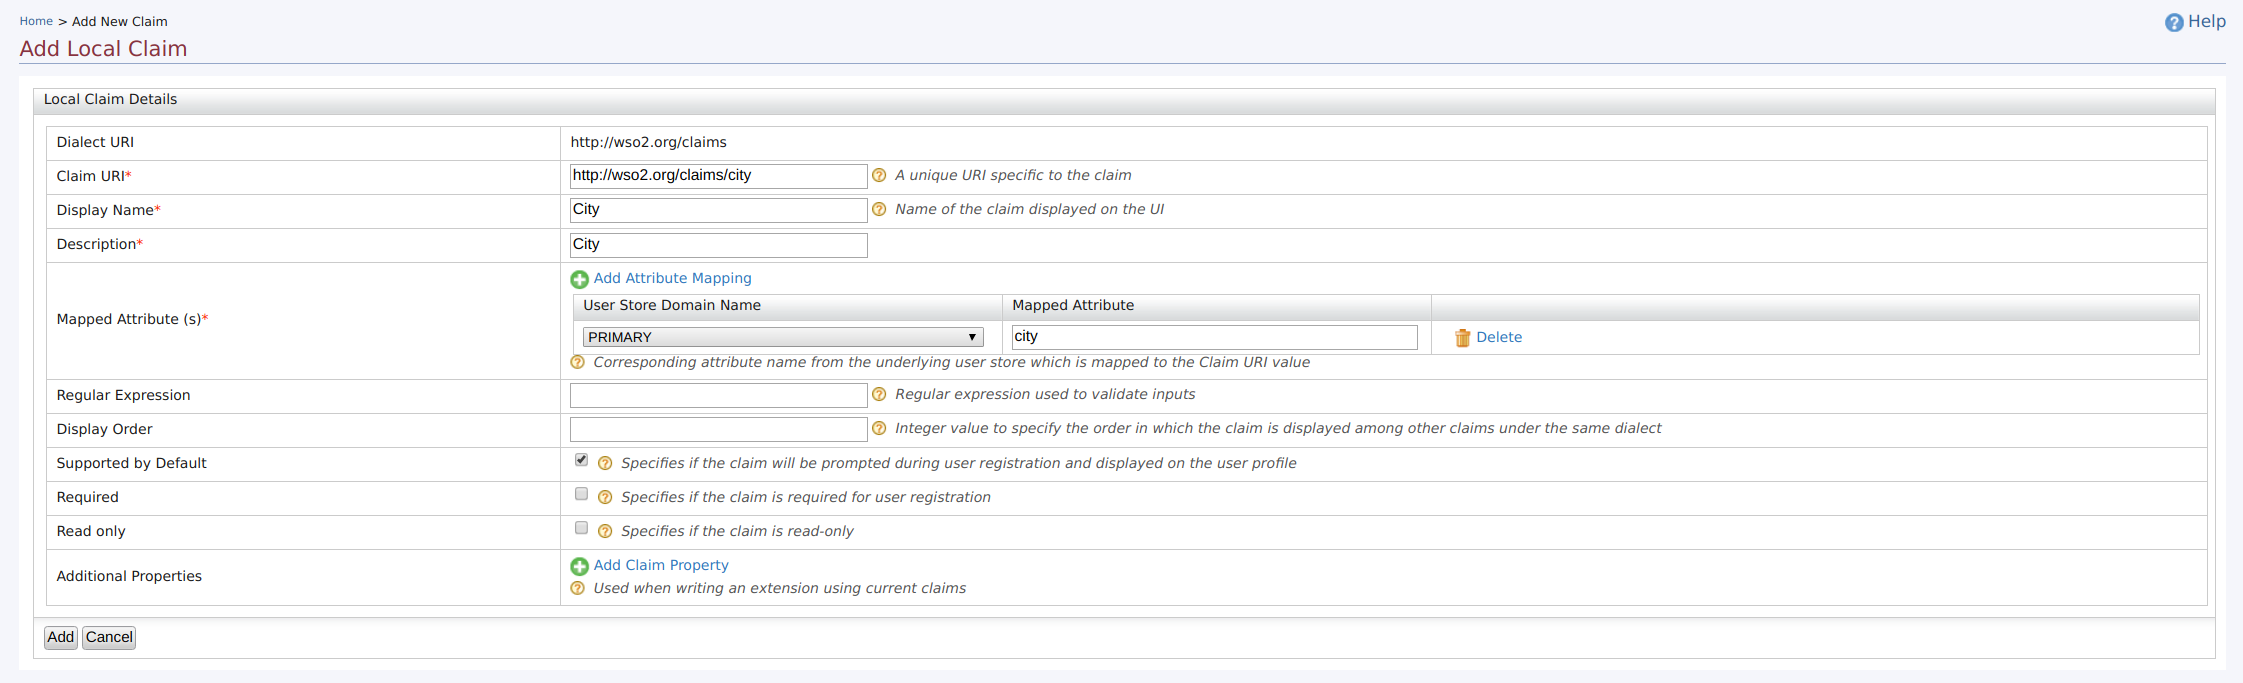 Home > Add New Claim
Help
Add Local Claim
Local Claim Details
Dialect URI http://wso2.org/claims
Claim URI* http://wso2.org/claims/city A unique URI specific to the claim
Display Name* City Name of the claim displayed on the UI
Description* City
Add Attribute Mapping
User Store Domain Name Mapped Attribute
Mapped Attribute (s)*
PRIMARY city Delete
Corresponding attribute name from the underlying user store which is mapped to the Claim URI value
Regular Expression Regular expression used to validate inputs
Display Order Integer value to specify the order in which the claim is displayed among other claims under the same dialect
Supported by Default Specifies if the claim will be prompted during user registration and displayed on the user profile
Required Specifies if the claim is required for user registration
Read only Specifies if the claim is read-only
Additional Properties
Add Claim Property
Used when writing an extension using current claims
Add Cancel